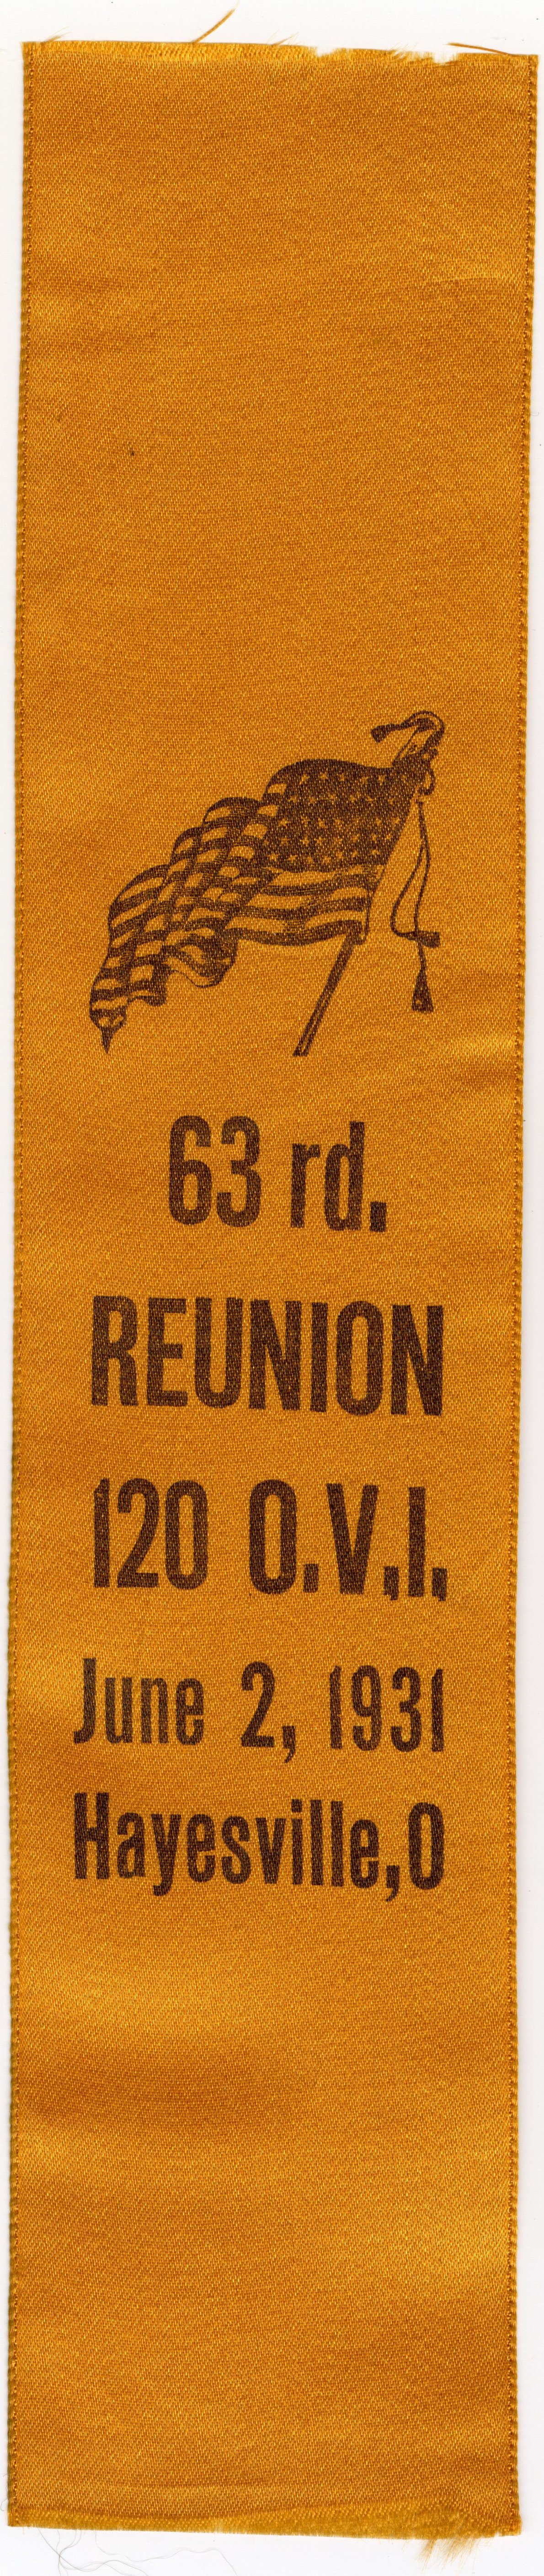 63 rd.
REUNION
120 O.V.I.
June 2, 1931
Hayesville, O